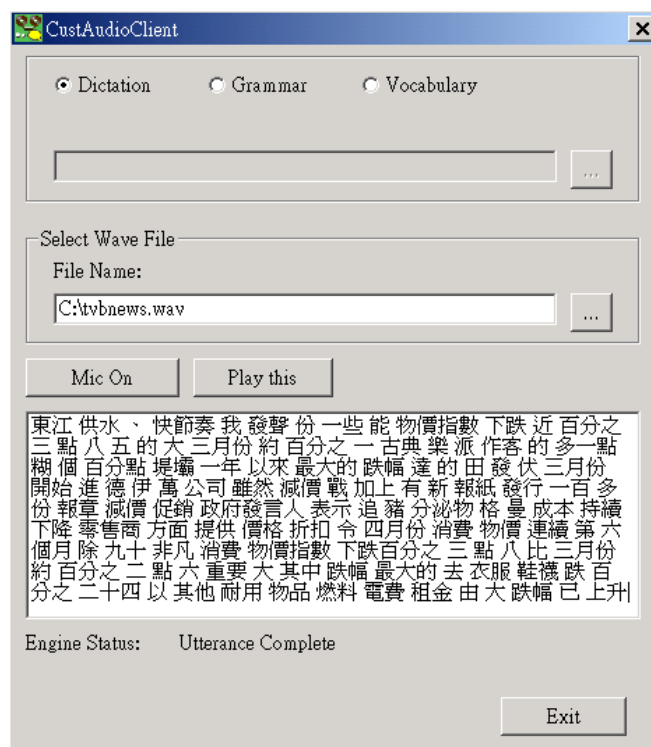 CustAudioClient
Dictation Grammar Vocabulary
...
Select Wave File
File Name:
C:\tvbnews.wav
...
Mic On Play this
東江 供水 、 快節奏 我 發聲 份 一些 能 物價指數 下跌 近 百分之
三 點 八 五 的 大 三月份 約 百分之 一 古典 樂 派 作客 的 多一點
糊 個 百分點 堤壩 一年 以來 最大的 跌幅 達 的 田 發 伏 三月份
開始 進 德 伊 萬 公司 雖然 減價 戰 加上 有 新 報紙 發行 一百 多
份 報章 減價 促銷 政府發言人 表示 追 豬 分泌物 格 曼 成本 持續
下降 零售商 方面 提供 價格 折扣 令 四月份 消費 物價 連續 第 六
個月 除 九十 非凡 消費 物價指數 下跌百分之 三 點 八 比 三月份
約 百分之 二 點 六 重要 大 其中 跌幅 最大的 去 衣服 鞋襪 跌 百
分之 二十四 以 其他 耐用 物品 燃料 電費 租金 由 大 跌幅 已 上升
Engine Status: Utterance Complete
Exit